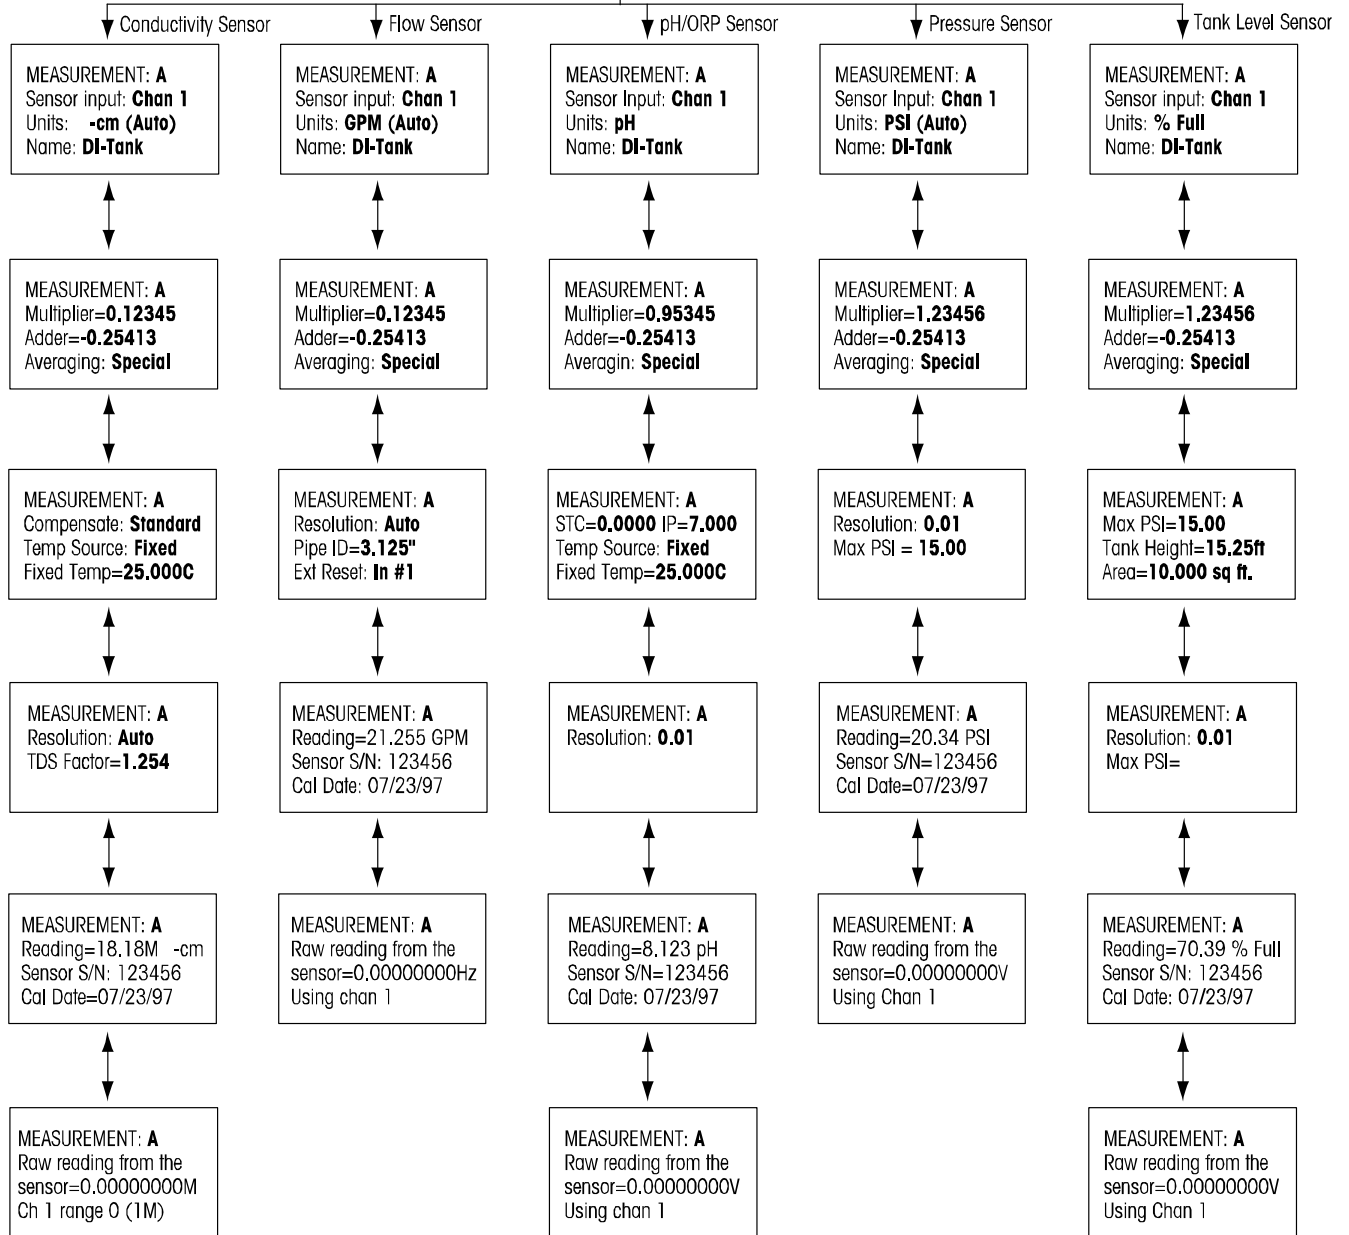 Conductivity Sensor
Flow Sensor
pH/ORP Sensor
Pressure Sensor
Tank Level Sensor
MEASUREMENT: A
Sensor input: Chan 1
Units: -cm (Auto)
Name: DI-Tank
MEASUREMENT: A
Sensor input: Chan 1
Units: GPM (Auto)
Name: DI-Tank
MEASUREMENT: A
Sensor Input: Chan 1
Units: pH
Name: DI-Tank
MEASUREMENT: A
Sensor Input: Chan 1
Units: PSI (Auto)
Name: DI-Tank
MEASUREMENT: A
Sensor input: Chan 1
Units: % Full
Name: DI-Tank
MEASUREMENT: A
Multiplier=0.12345
Adder=-0.25413
Averaging: Special
MEASUREMENT: A
Multiplier=0.12345
Adder=-0.25413
Averaging: Special
MEASUREMENT: A
Multiplier=0.95345
Adder=-0.25413
Averagin: Special
MEASUREMENT: A
Multiplier=1.23456
Adder=-0.25413
Averaging: Special
MEASUREMENT: A
Multiplier=1.23456
Adder=-0.25413
Averaging: Special
MEASUREMENT: A
Compensate: Standard
Temp Source: Fixed
Fixed Temp=25.000C
MEASUREMENT: A
Resolution: Auto
Pipe ID=3.125"
Ext Reset: In #1
MEASUREMENT: A
STC=0.0000 IP=7.000
Temp Source: Fixed
Fixed Temp=25.000C
MEASUREMENT: A
Resolution: 0.01
Max PSI = 15.00
MEASUREMENT: A
Max PSI=15.00
Tank Height=15.25ft
Area=10.000 sq ft.
MEASUREMENT: A
Resolution: Auto
TDS Factor=1.254
MEASUREMENT: A
Reading=21.255 GPM
Sensor S/N: 123456
Cal Date: 07/23/97
MEASUREMENT: A
Resolution: 0.01
MEASUREMENT: A
Reading=20.34 PSI
Sensor S/N=123456
Cal Date=07/23/97
MEASUREMENT: A
Resolution: 0.01
Max PSI=
MEASUREMENT: A
Reading=18.18M -cm
Sensor S/N: 123456
Cal Date=07/23/97
MEASUREMENT: A
Raw reading from the
sensor=0.00000000Hz
Using chan 1
MEASUREMENT: A
Reading=8.123 pH
Sensor S/N=123456
Cal Date: 07/23/97
MEASUREMENT: A
Raw reading from the
sensor=0.00000000V
Using Chan 1
MEASUREMENT: A
Reading=70.39 % Full
Sensor S/N: 123456
Cal Date: 07/23/97
MEASUREMENT: A
Raw reading from the
sensor=0.00000000M
Ch 1 range 0 (1M)
MEASUREMENT: A
Raw reading from the
sensor=0.00000000V
Using chan 1
MEASUREMENT: A
Raw reading from the
sensor=0.00000000V
Using Chan 1